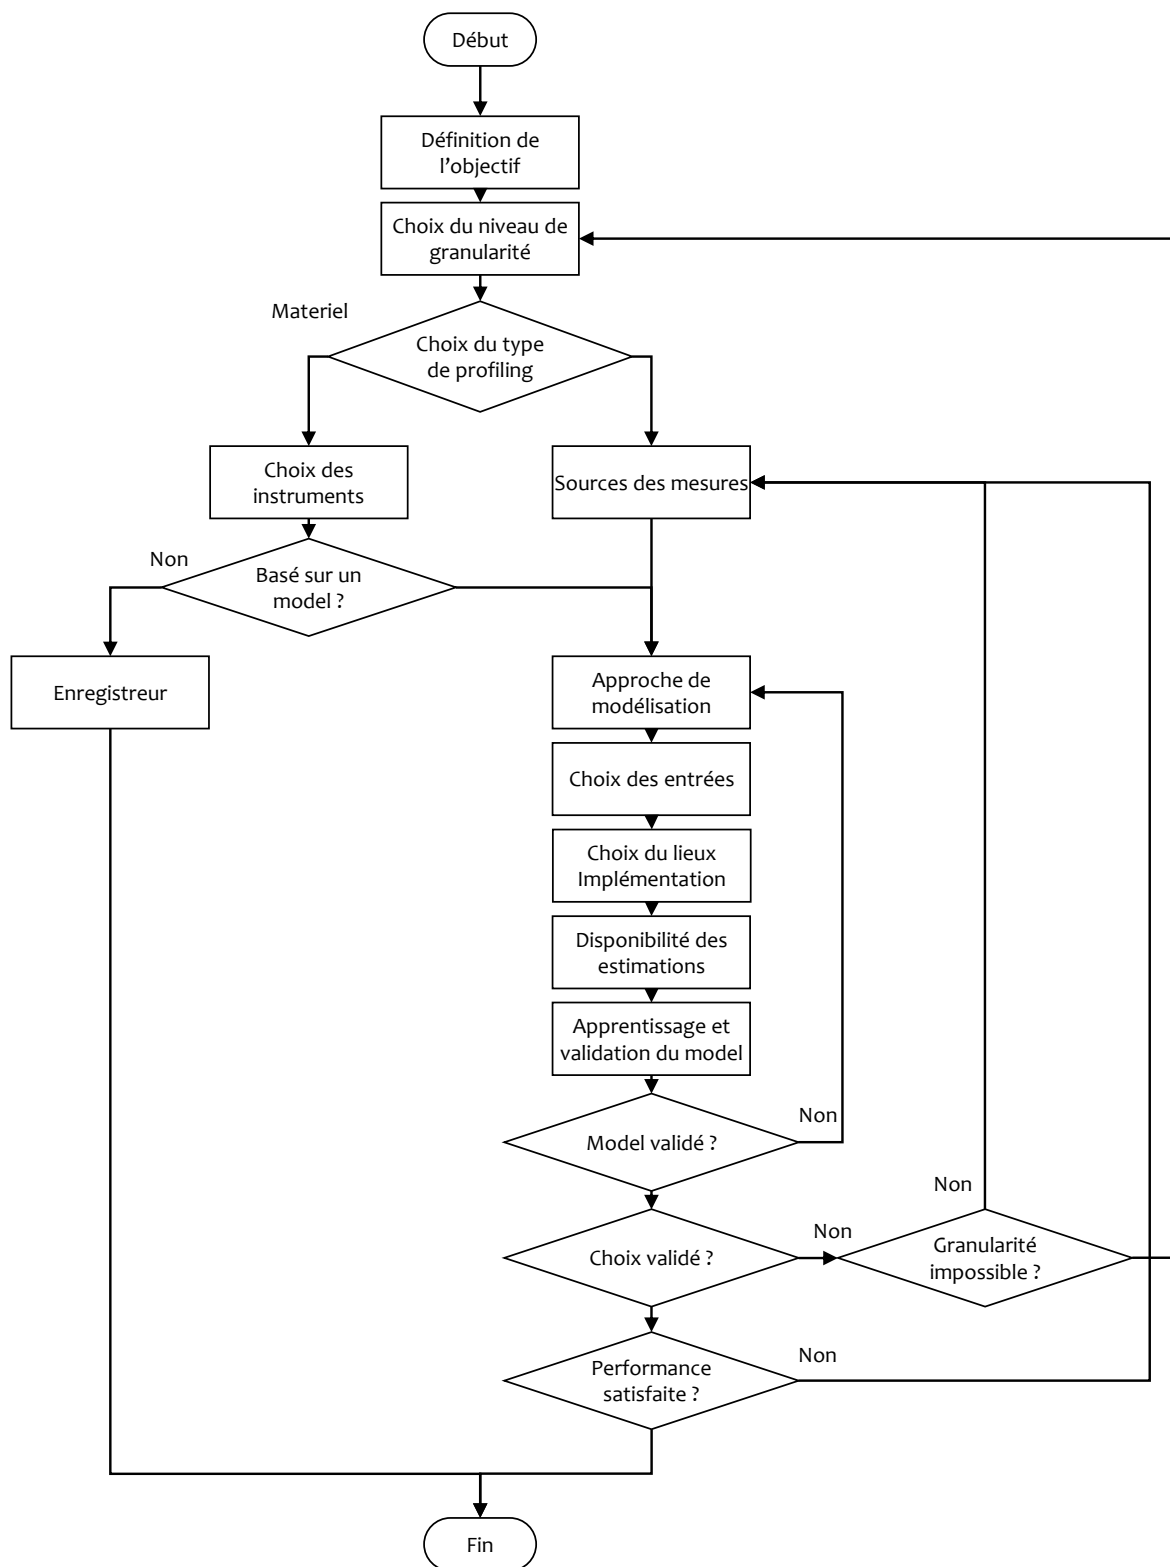 Début
Définition de
l'objectif
Choix du niveau de
granularité
Materiel
Choix du type
de profiling
Choix des
instruments
Sources des mesures
Non
Basé sur un
model ?
Enregistreur
Approche de
modélisation
Choix des entrées
Choix du lieux
Implémentation
Disponibilité des
estimations
Apprentissage et
validation du model
Non
Model validé ?
Non
Non
Choix validé ?
Granularité
impossible ?
Non
Performance
satisfaite ?
Fin